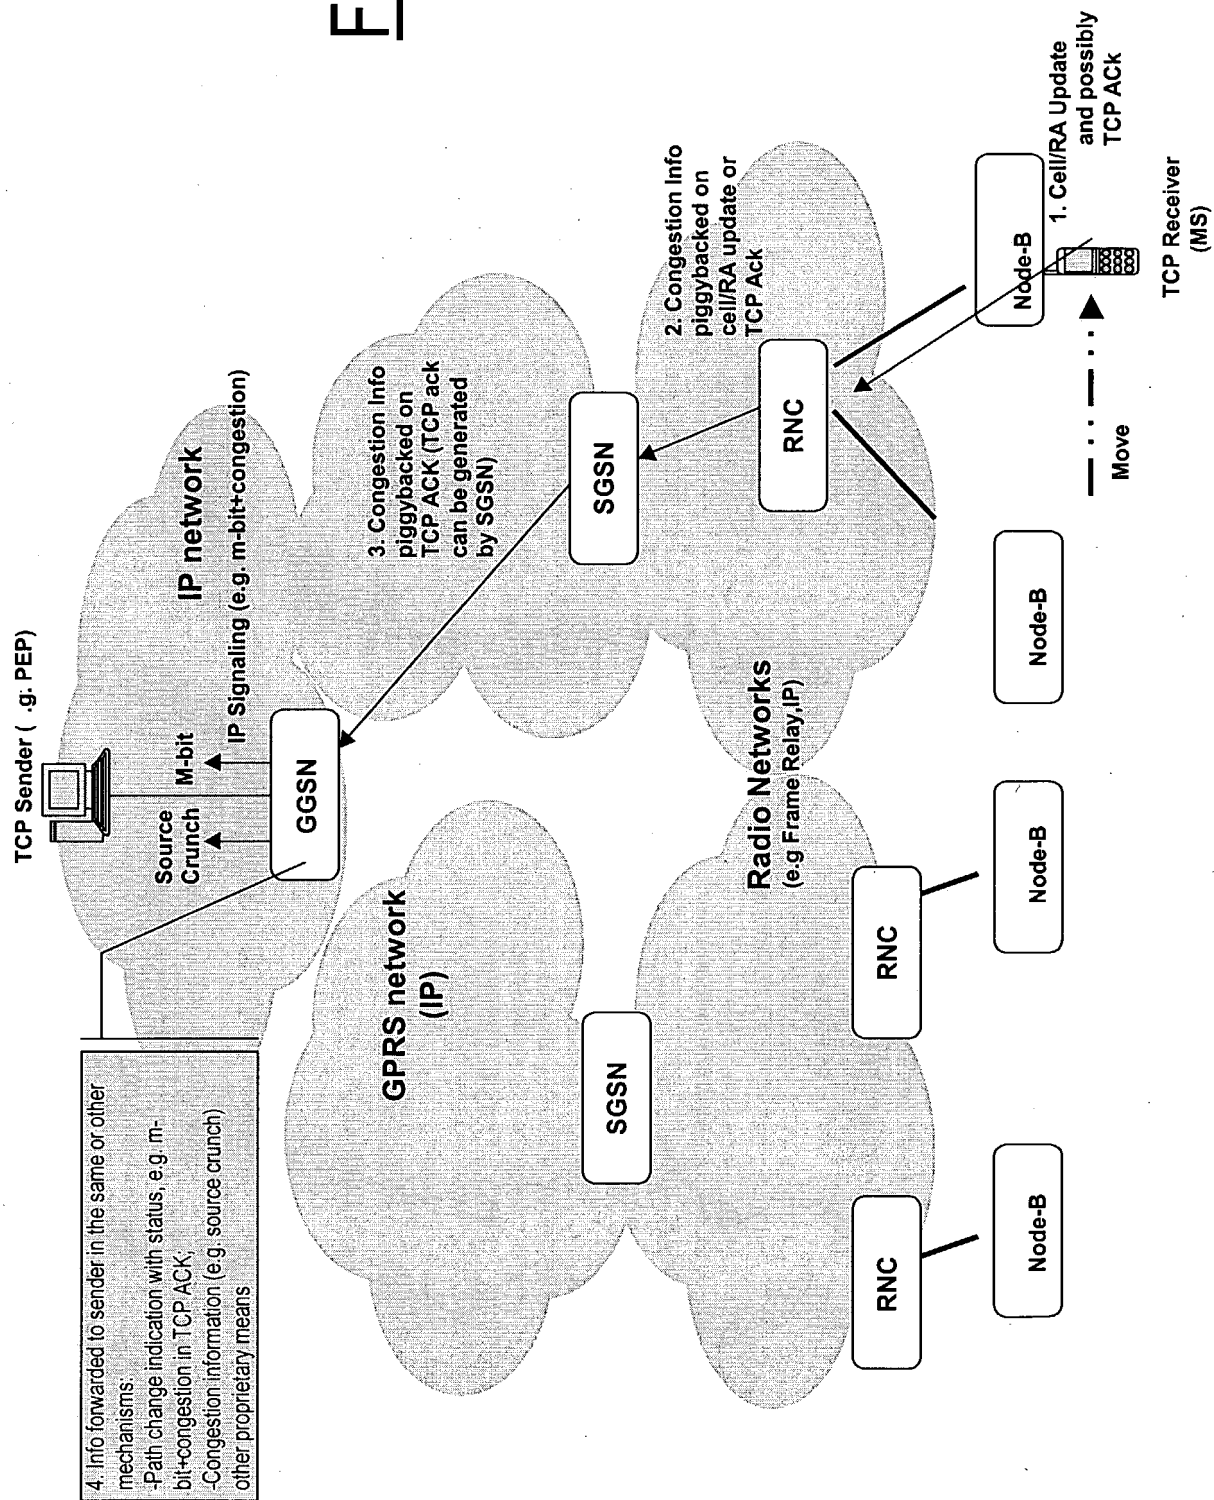 TCP Sender ( .g: PEP)
4. Info forwarded to sender in the same or other
mechanisms:
-Path change indication with status, e.g. m-
bit+congestion in TCP ACK;
-Congestion information (e.g. source crunch)
other proprietary means
Source
Crunch
M-bit
IP network
IP Signaling (e.g. m-bit+congestion)
GGSN
GPRS network
(IP)
3. Congestion Info
piggybacked on
TCP ACK (TCP ack
can be generated
by SGSN)
SGSN
SGSN
2. Congestion Info
piggybacked on
cell/RA update or
TCP Ack
Radio Networks
(e.g Frame Relay,IP)
RNC
RNC
RNC
Node-B
Node-B
Node-B
Node-B
1. Cell/RA Update
and possibly
TCP ACk
Move
TCP Receiver
(MS)